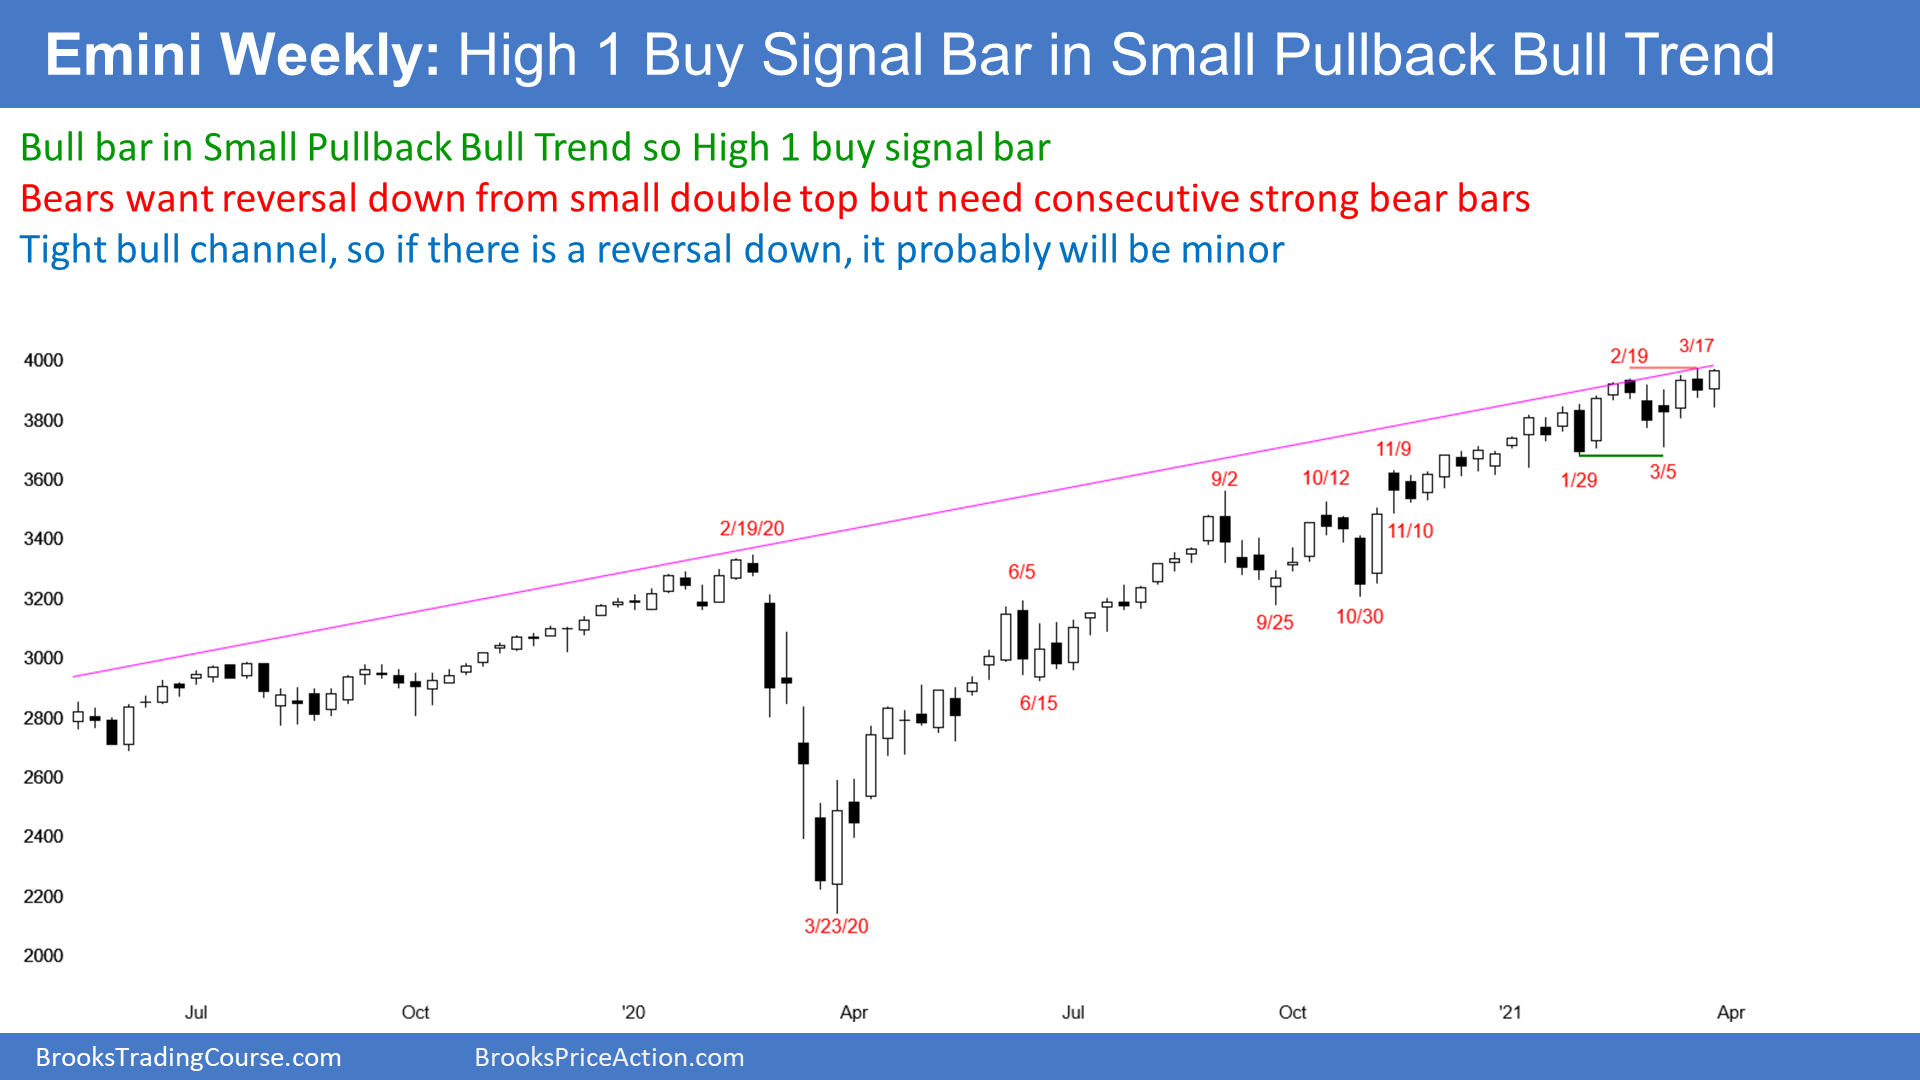 Emini Weekly: High 1 Buy Signal Bar in Small Pullback Bull Trend
Bull bar in Small Pullback Bull Trend so High 1 buy signal bar
Bears want reversal down from small double top but need consecutive strong bear bars
Tight bull channel, so if there is a reversal down, it probably will be minor
4000
3800
3600
3400
3200
3000
2800
2600
2400
2200
2000
2/19/20
3/23/20
6/5
6/15
9/2
9/25
10/12
10/30
11/9
11/10
1/29
2/19
3/5
3/17
Jul
Oct
'20
Apr
Jul
Oct
'21
Apr
BrooksTradingCourse.com
BrooksPriceAction.com